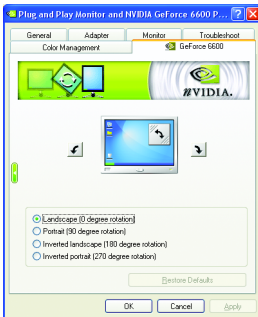 Plug and Play Monitor and NVIDIA GeForce 6600 P...
General Adapter Monitor Troubleshoot
Color Management GeForce 6600
NVIDIA.
Landscape (0 degree rotation)
Portrait (90 degree rotation)
Inverted landscape (180 degree rotation)
Inverted portrait (270 degree rotation)
Restore Defaults
OK Cancel Apply